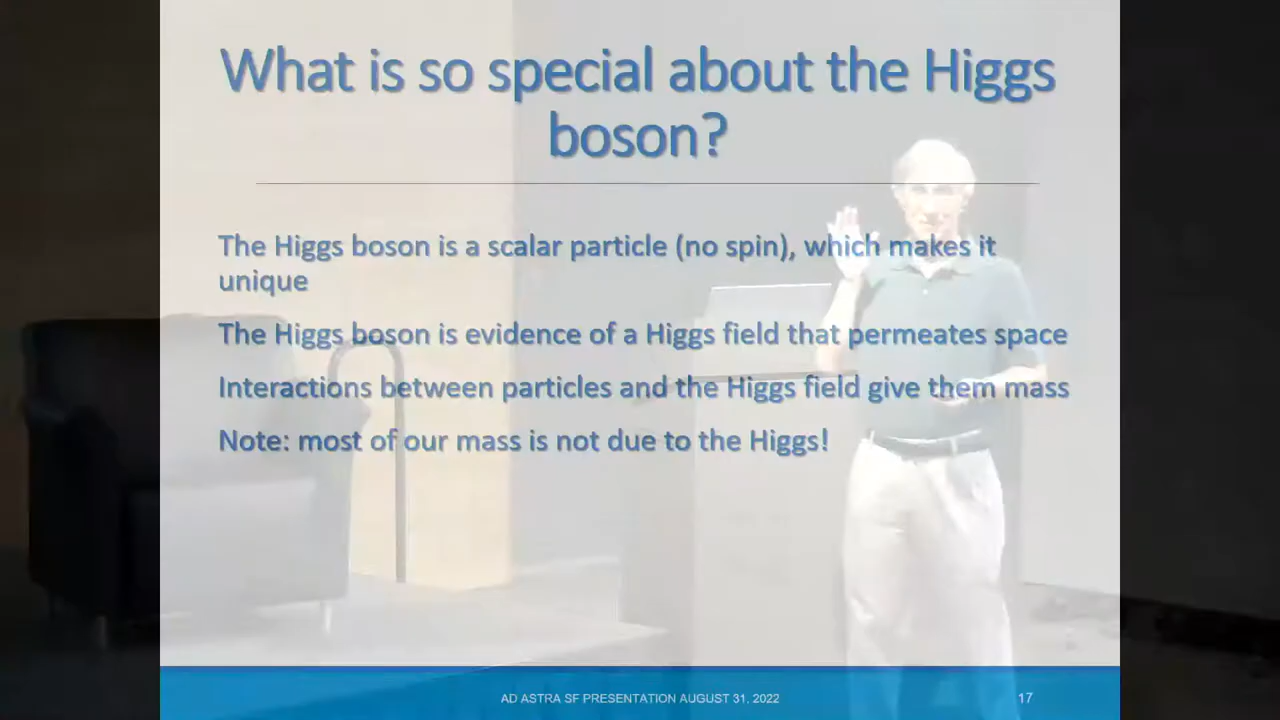 What is so special about the Higgs
boson?
The Higgs boson is a scalar particle (no spin), which makes it
unique
The Higgs boson is evidence of a Higgs field that permeates space
Interactions between particles and the Higgs field give them mass
Note: most of our mass is not due to the Higgs!
AD ASTRA SF PRESENTATION AUGUST 31, 2022
17